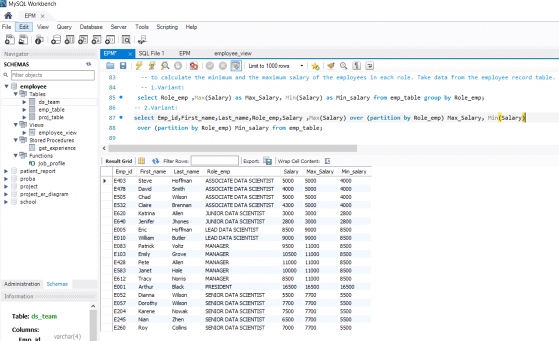 MySQL Workbench
EPM
File Edit View Query Database Server Tools Scripting Help
EPM* SQL File 1 EPM employee_view
Navigator
SCHEMAS
Filter objects
employee
Tables
ds_team
emp_table
proj_table
Views
employee_view
Stored Procedures
get_experience
Functions
job_profile
patient_report
proba
project
project_er_diagram
school
Administration Schemas
Information
Table: ds_team
Columns:
Emp_id varchar(4)
Limit to 1000 rows
83 -- to calculate the minimum and the maximum salary of the employees in each role. Take data from the employee record table.
84 -- 1.Variant:
85 select Role_emp ,Max(Salary) as Max_Salary, Min(Salary) as Min_salary from emp_table group by Role_emp;
86 -- 2.Variant:
87 select Emp_id,First_name,Last_name,Role_emp,Salary ,Max(Salary) over (partition by Role_emp) Max_Salary, Min(Salary)
88 over (partition by Role_emp) Min_salary from emp_table;
Result Grid Filter Rows: Export: Wrap Cell Content:
Emp_id First_name Last_name Role_emp Salary Max_Salary Min_salary
E403 Steve Hoffman ASSOCIATE DATA SCIENTIST 5000 5000 4000
E478 David Smith ASSOCIATE DATA SCIENTIST 4000 5000 4000
E505 Chad Wilson ASSOCIATE DATA SCIENTIST 5000 5000 4000
E532 Claire Brennan ASSOCIATE DATA SCIENTIST 4300 5000 4000
E620 Katrina Allen JUNIOR DATA SCIENTIST 3000 3000 2800
E640 Jenifer Jhones JUNIOR DATA SCIENTIST 2800 3000 2800
E005 Eric Hoffman LEAD DATA SCIENTIST 8500 9000 8500
E010 William Butler LEAD DATA SCIENTIST 9000 9000 8500
E083 Patrick Voltz MANAGER 9500 11000 8500
E103 Emily Grove MANAGER 10500 11000 8500
E428 Pete Allen MANAGER 11000 11000 8500
E583 Janet Hale MANAGER 10000 11000 8500
E612 Tracy Norris MANAGER 8500 11000 8500
E001 Arthur Black PRESIDENT 16500 16500 16500
E052 Dianna Wilson SENIOR DATA SCIENTIST 5500 7700 5500
E057 Dorothy Wilson SENIOR DATA SCIENTIST 7700 7700 5500
E204 Karene Nowak SENIOR DATA SCIENTIST 7500 7700 5500
E245 Nian Zhen SENIOR DATA SCIENTIST 6500 7700 5500
E260 Roy Collins SENIOR DATA SCIENTIST 7000 7700 5500